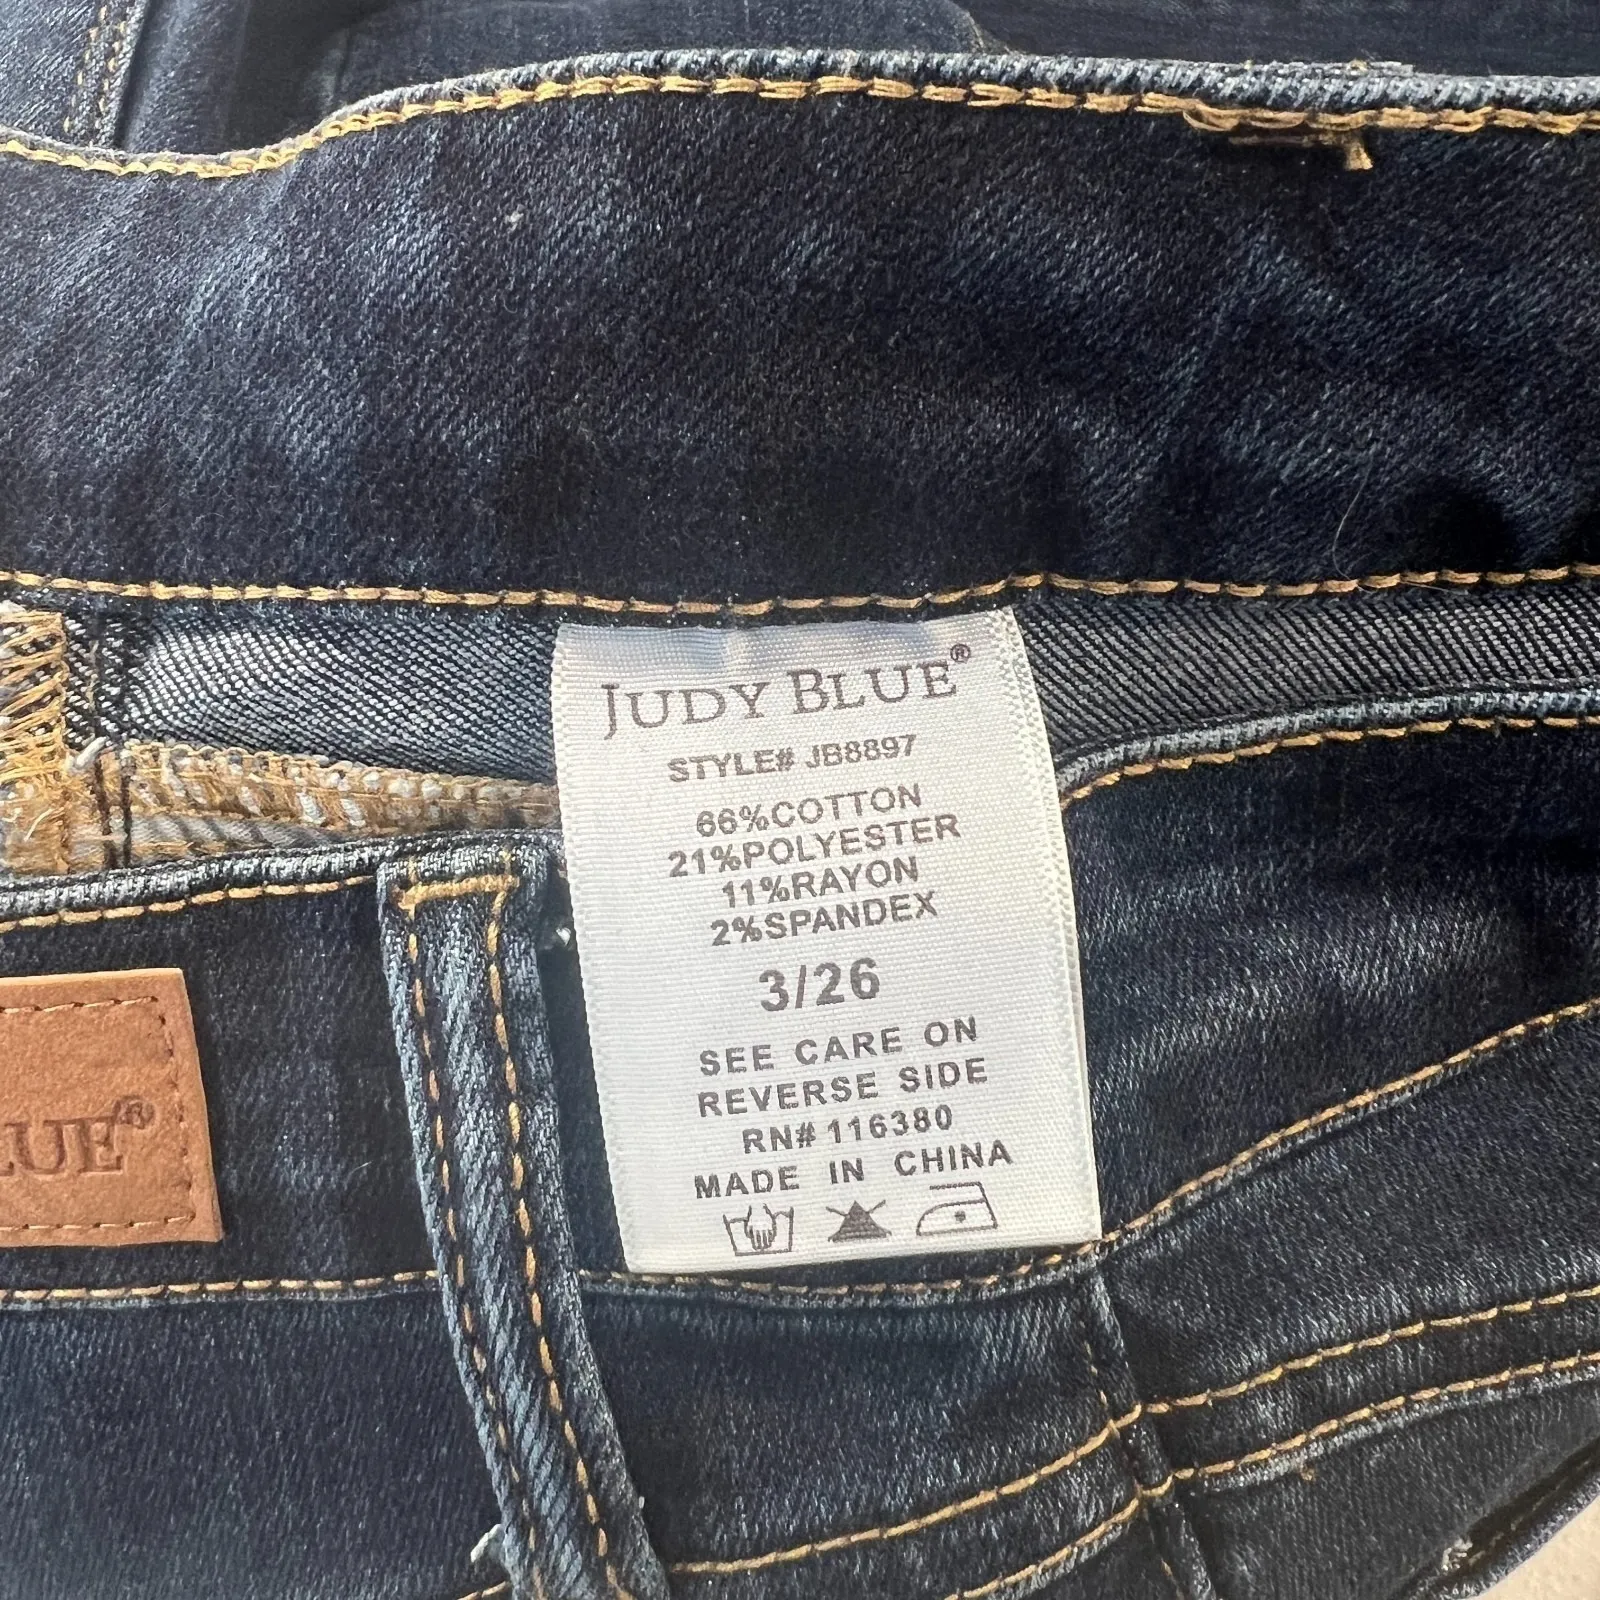 JUDY BLUE®
STYLE# JB8897
66%COTTON
21%POLYESTER
11%RAYON
2%SPANDEX
3/26
SEE CARE ON
REVERSE SIDE
RN# 116380
MADE IN CHINA
LUE®